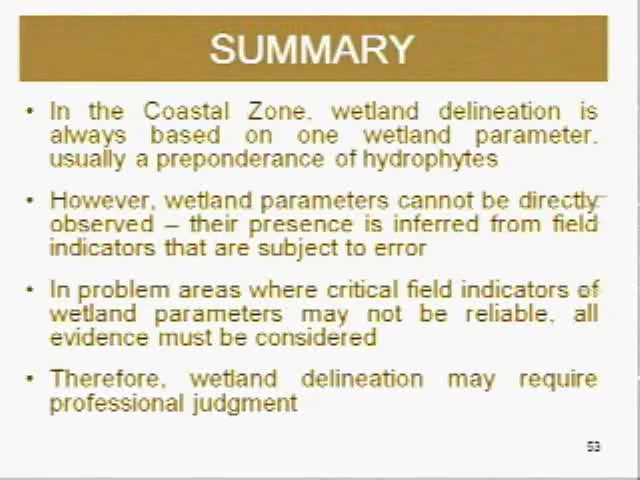 SUMMARY
• In the Coastal Zone, wetland delineation is
always based on one wetland parameter,
usually a preponderance of hydrophytes
• However, wetland parameters cannot be directly
observed – their presence is inferred from field
indicators that are subject to error
• In problem areas where critical field indicators of
wetland parameters may not be reliable, all
evidence must be considered
• Therefore, wetland delineation may require
professional judgment
53